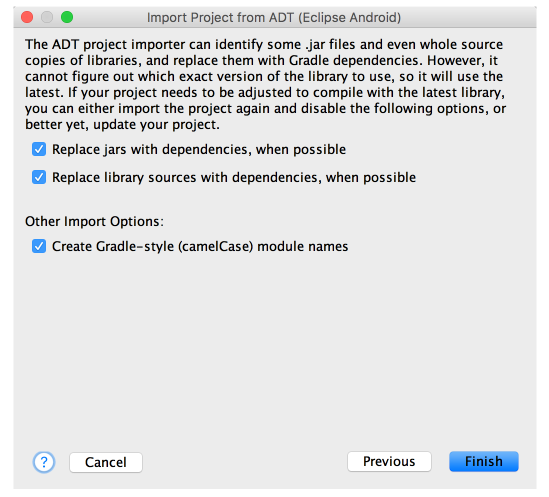 Import Project from ADT (Eclipse Android)
The ADT project importer can identify some .jar files and even whole source
copies of libraries, and replace them with Gradle dependencies. However, it
cannot figure out which exact version of the library to use, so it will use the
latest. If your project needs to be adjusted to compile with the latest library,
you can either import the project again and disable the following options, or
better yet, update your project.
Replace jars with dependencies, when possible
Replace library sources with dependencies, when possible
Other Import Options:
Create Gradle-style (camelCase) module names
? Cancel Previous Finish